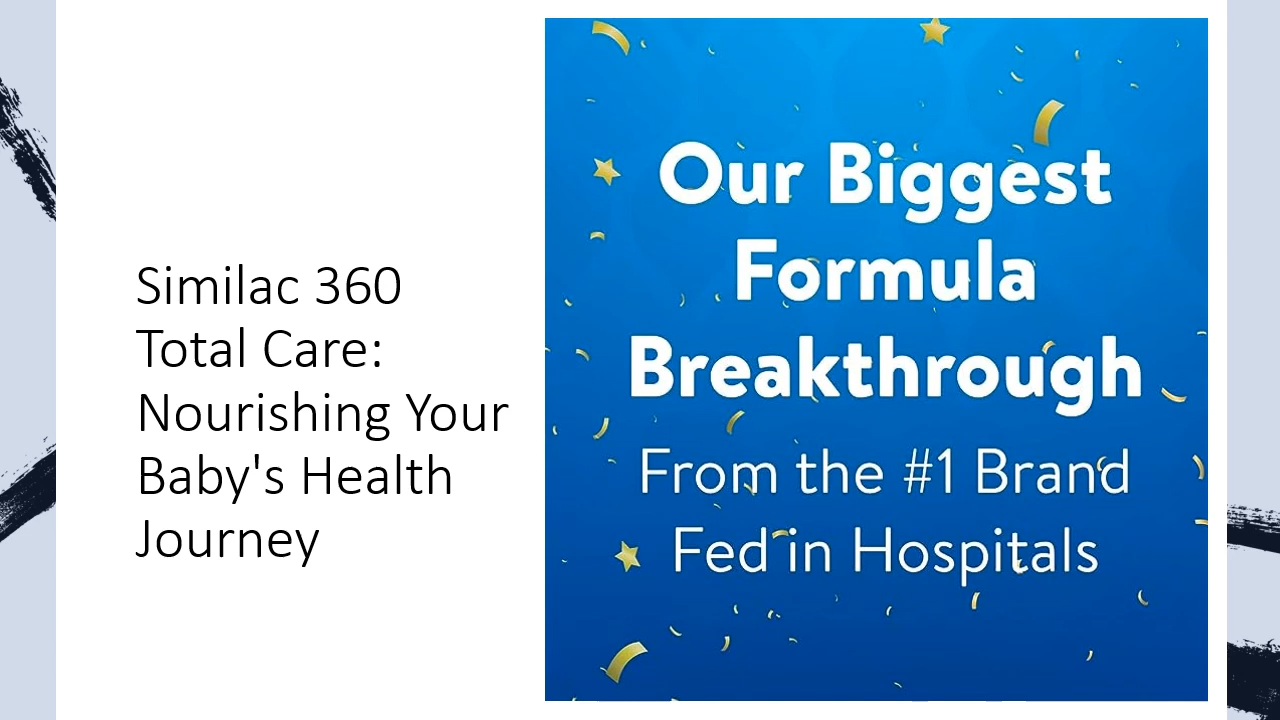 Similac 360
Total Care:
Nourishing Your
Baby's Health
Journey
Our Biggest
Formula
Breakthrough
From the #1 Brand
Fed in Hospitals